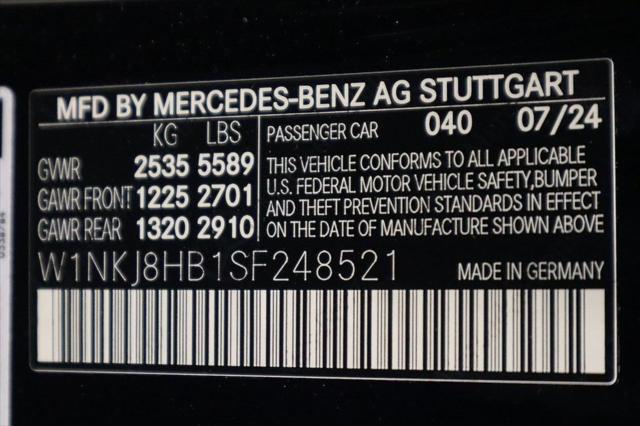 MFD BY MERCEDES-BENZ AG STUTTGART
KG LBS
GVWR 2535 5589
GAWR FRONT 1225 2701
GAWR REAR 1320 2910
PASSENGER CAR 040 07/24
THIS VEHICLE CONFORMS TO ALL APPLICABLE
U.S. FEDERAL MOTOR VEHICLE SAFETY,BUMPER
AND THEFT PREVENTION STANDARDS IN EFFECT
ON THE DATE OF MANUFACTURE SHOWN ABOVE
W1NKJ8HB1SF248521 MADE IN GERMANY